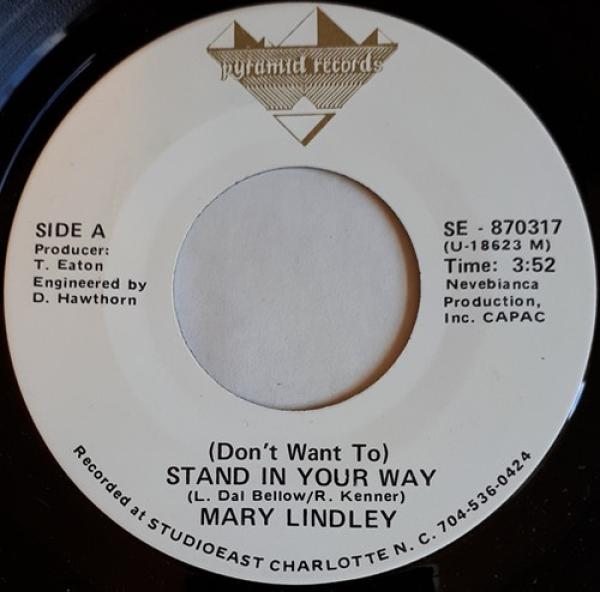 pyramid records
SIDE A
Producer:
T. Eaton
Engineered by
D. Hawthorn
SE - 870317
(U-18623 M)
Time: 3:52
Nevebianca
Production,
Inc. CAPAC
(Don't Want To)
STAND IN YOUR WAY
(L. Dal Bellow/R. Kenner)
MARY LINDLEY
Recorded at STUDIOEAST CHARLOTTE N. C. 704-536-0424